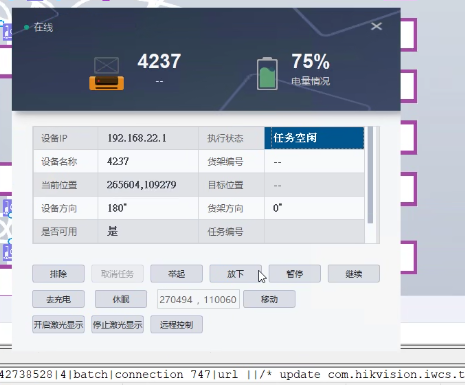 在线
4237
--
75%
电量情况
设备IP 192.168.22.1 执行状态 任务空闲
设备名称 4237 货架编号 --
当前位置 265604,109279 目标位置 --
设备方向 180° 货架方向 0°
是否可用 是 任务编号
排除 取消任务 举起 放下 暂停 继续
去充电 休眠 270494 , 110060 移动
开启激光显示 停止激光显示 远程控制
42738528|4|batch|connection 747|url ||/* update com.hikvision.iwcs.t